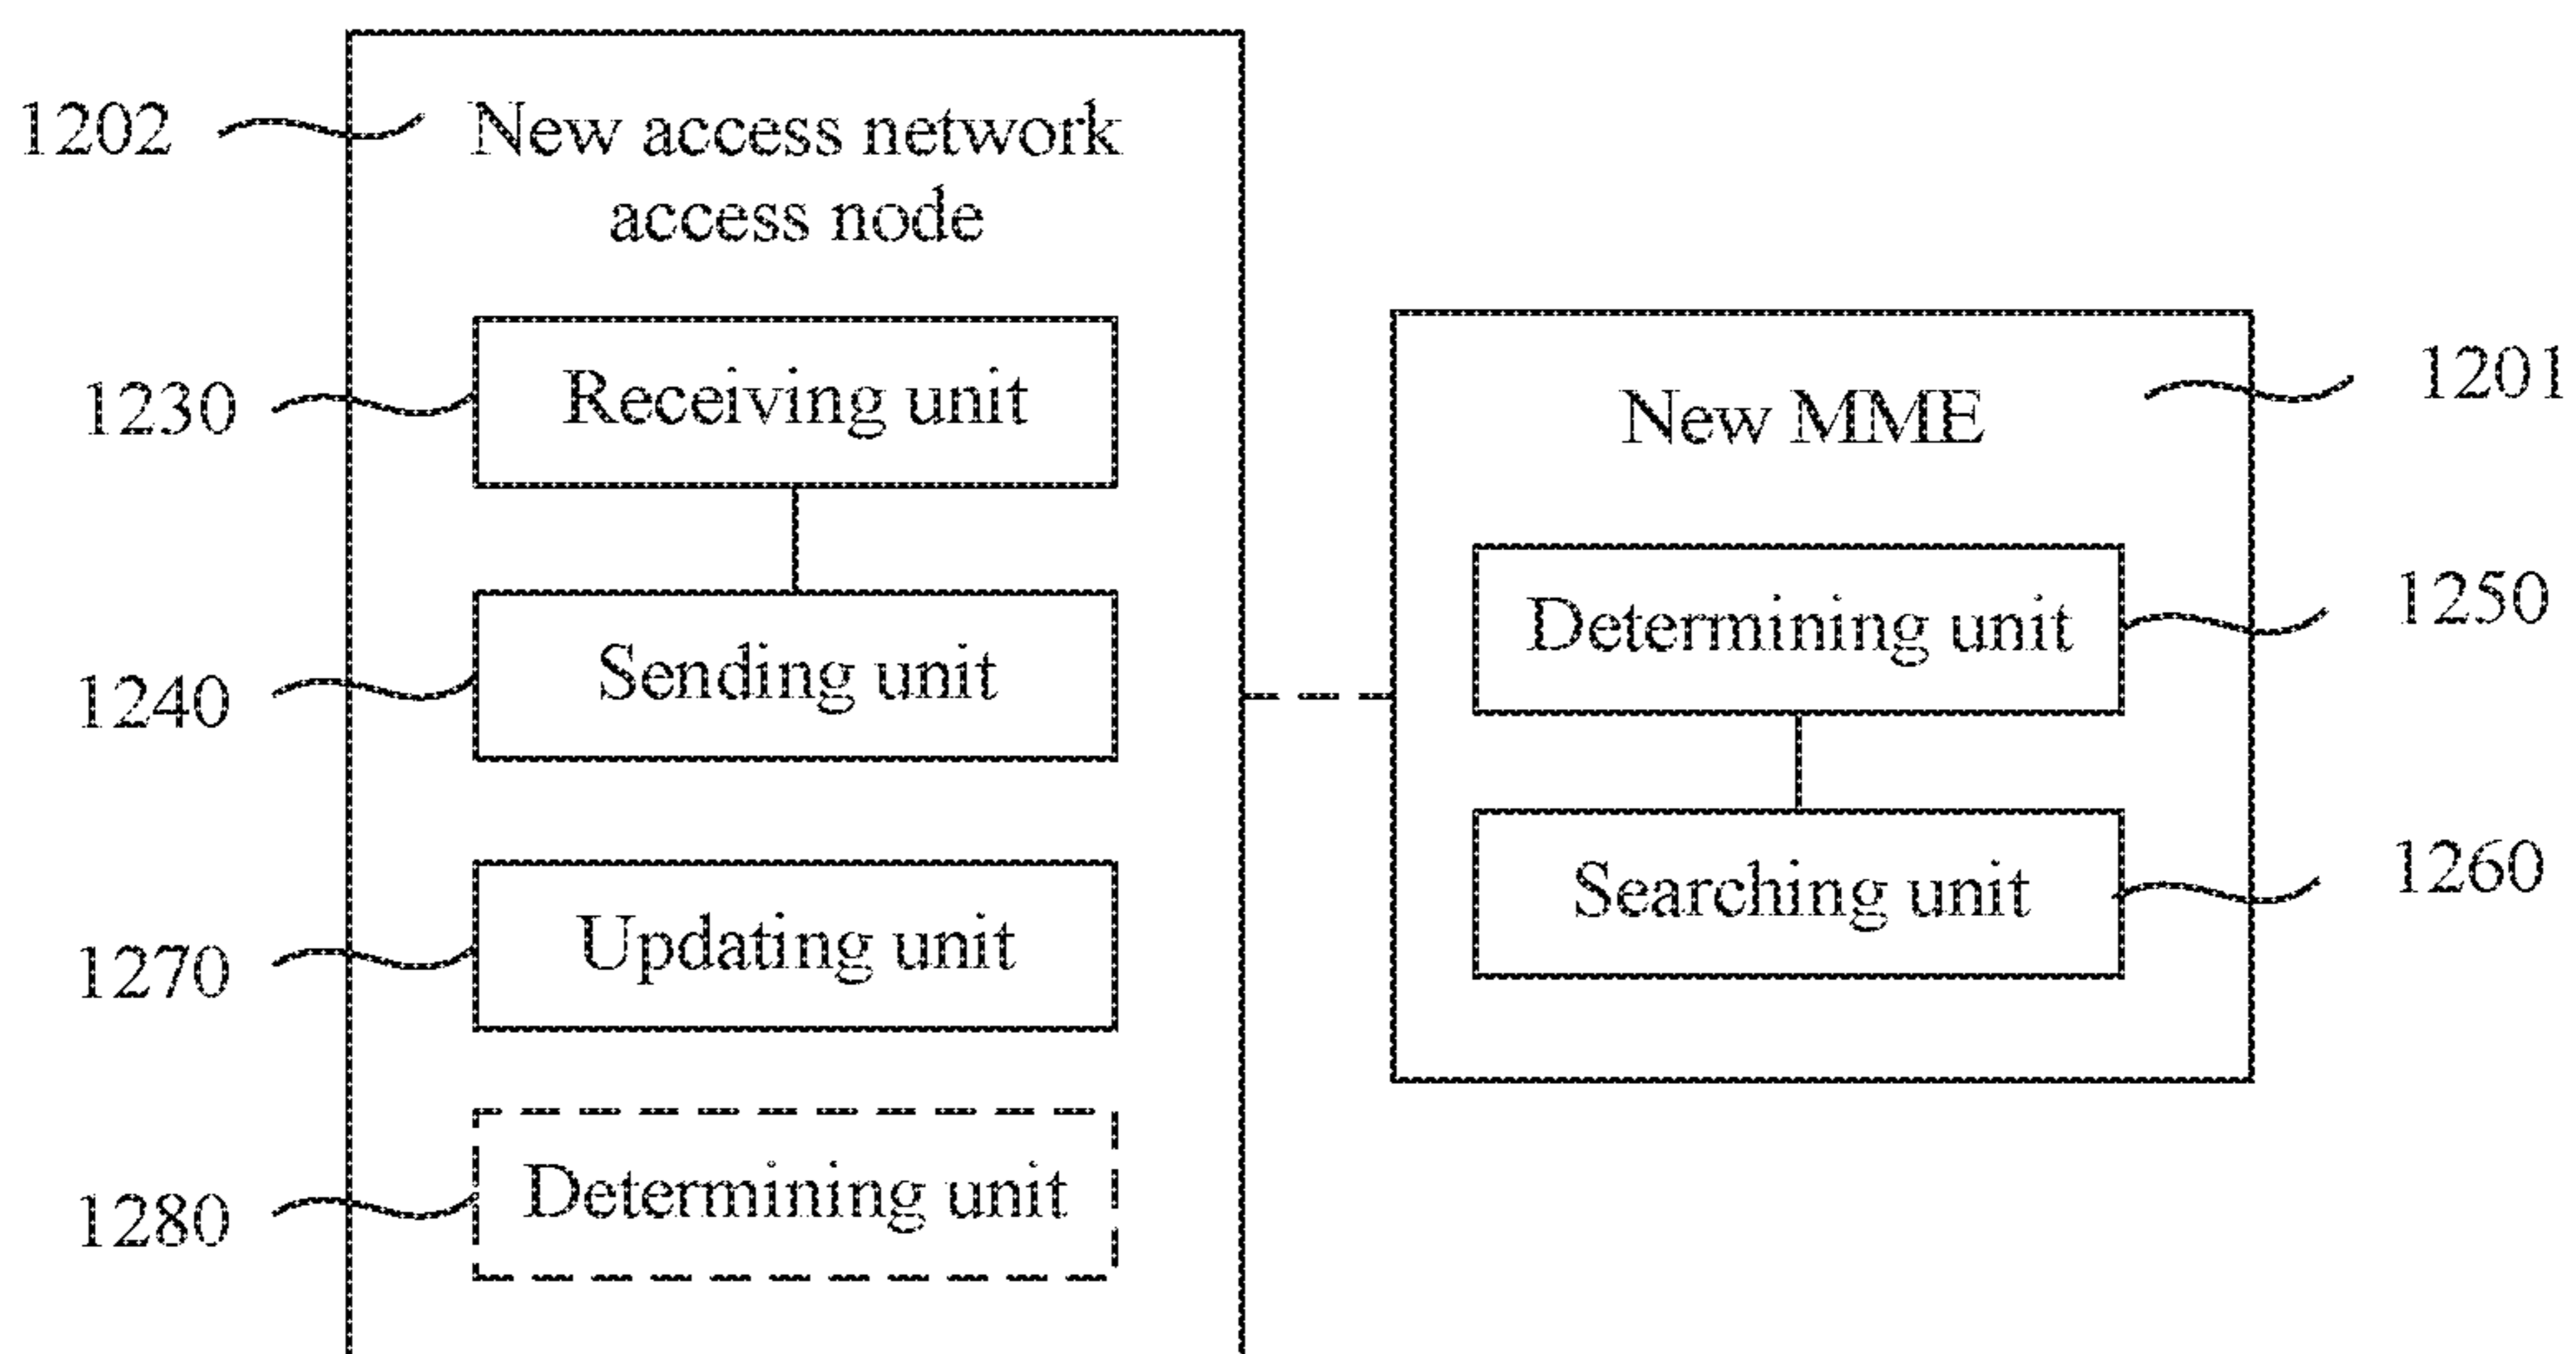 1202
New access network
access node
1230
Receiving unit
1240
Sending unit
1270
Updating unit
1280
Determining unit
New MME
1201
Determining unit
1250
Searching unit
1260